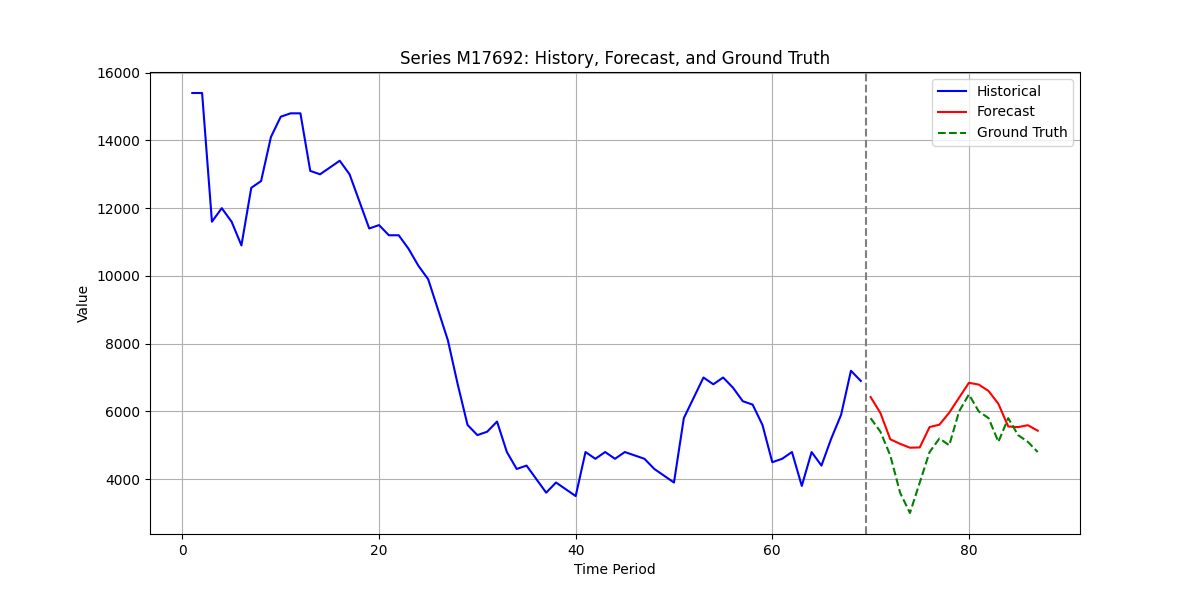 Series M17692: History, Forecast, and Ground Truth
Value
16000
14000
12000
10000
8000
6000
4000
Historical
Forecast
Ground Truth
0
20
40
60
80
Time Period